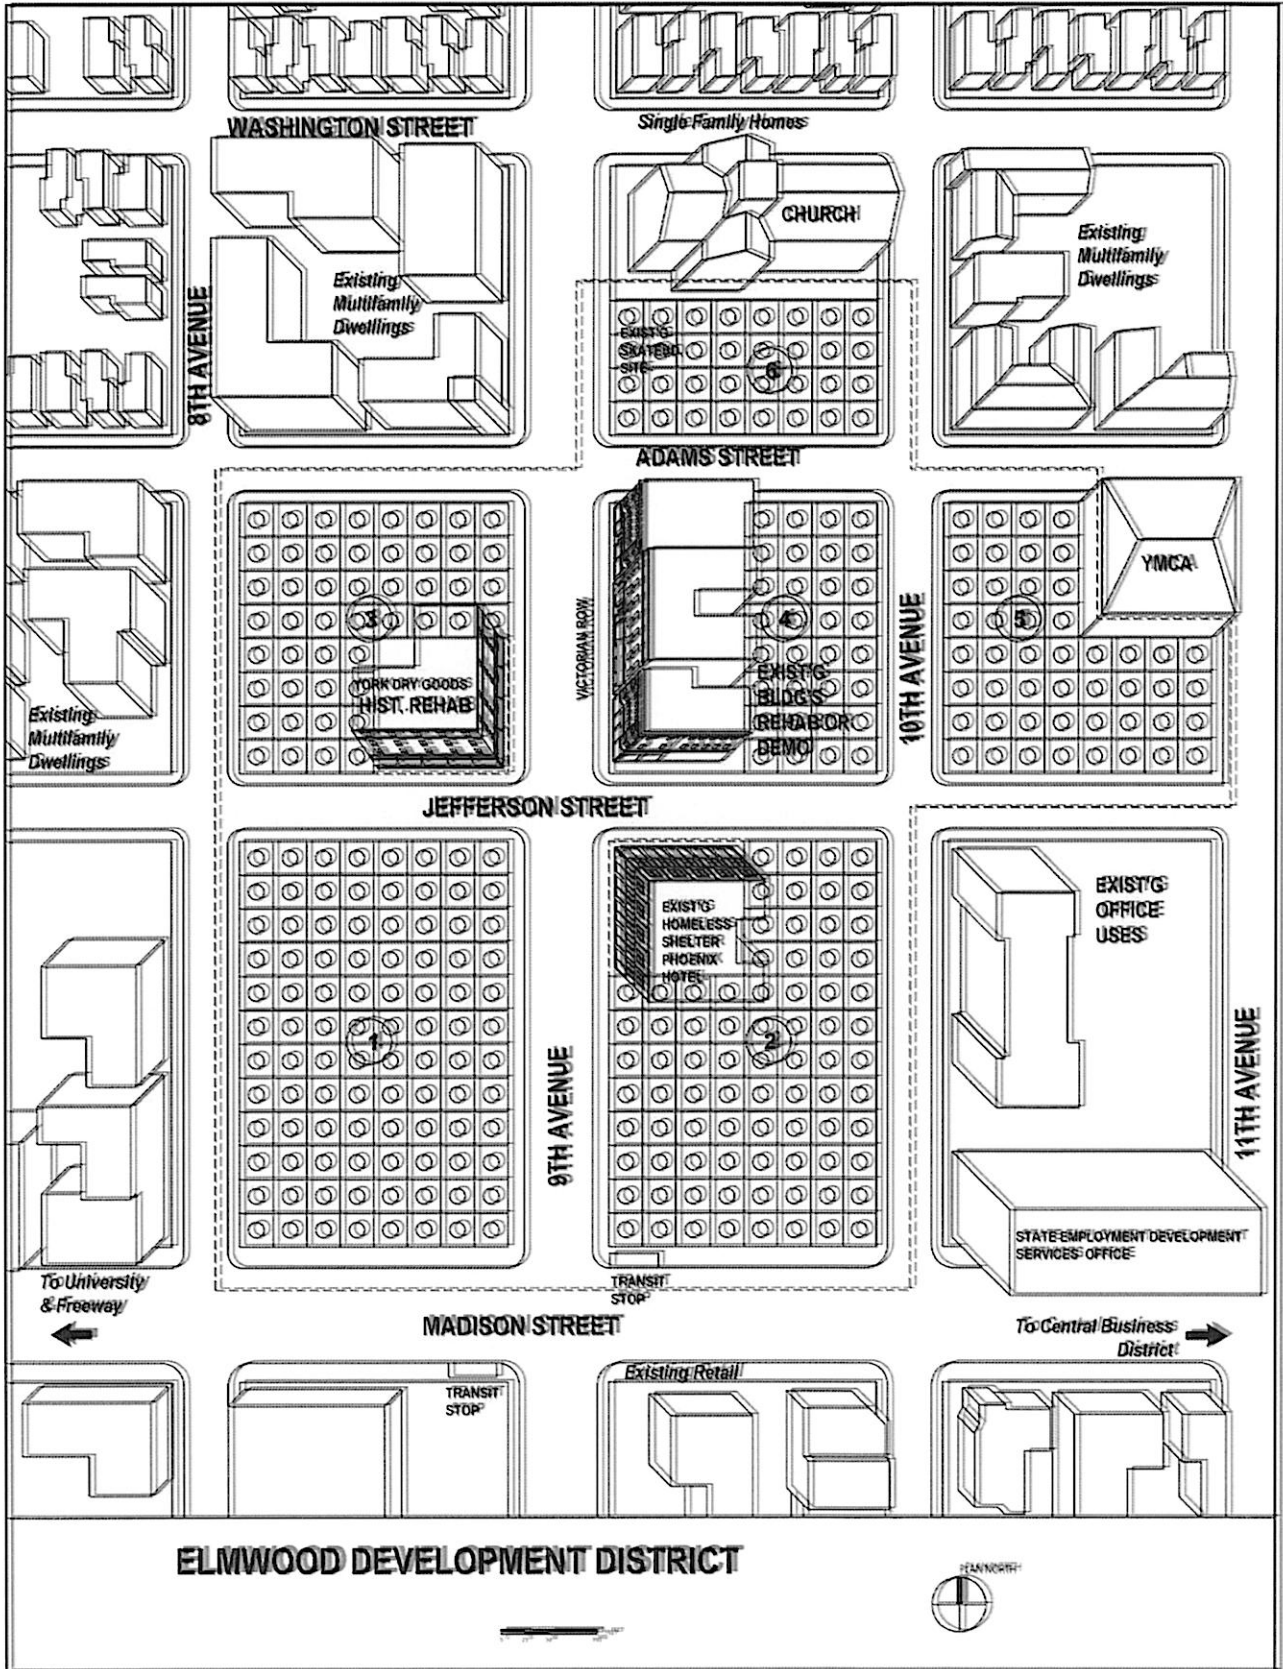 WASHINGTON STREET
Single Family Homes
CHURCH
Existing
Multifamily
Dwellings
Existing
Multifamily
Dwellings
8TH AVENUE
EXIST'G
SKATEBD.
SITE
6
ADAMS STREET
YMCA
3
4
5
VICTORIAN ROW
10TH AVENUE
YORK DRY GOODS
HIST. REHAB
EXIST'G
BLDG'S
REHAB OR
DEMO
Existing
Multifamily
Dwellings
JEFFERSON STREET
EXIST'G
HOMELESS
SHELTER
PHOENIX
HOTEL
EXIST'G
OFFICE
USES
1
2
9TH AVENUE
11TH AVENUE
STATE EMPLOYMENT DEVELOPMENT
SERVICES OFFICE
To University
& Freeway
TRANSIT
STOP
MADISON STREET
To Central Business
District
Existing Retail
TRANSIT
STOP
ELMWOOD DEVELOPMENT DISTRICT
PLAN NORTH